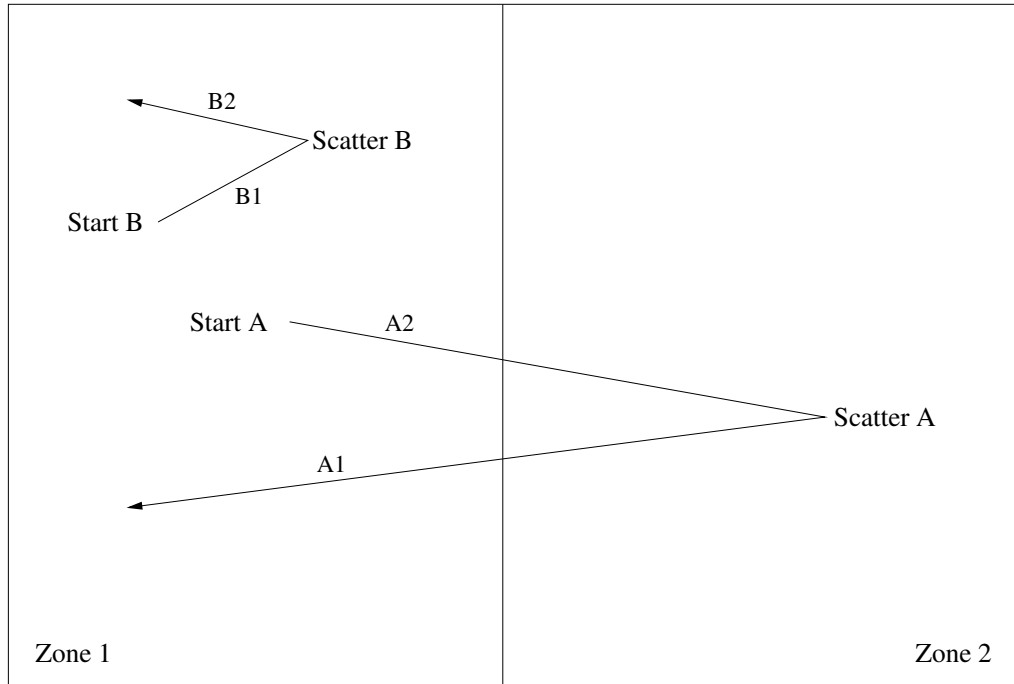 B2
Scatter B
B1
Start B
Start A
A2
Scatter A
A1
Zone 1
Zone 2